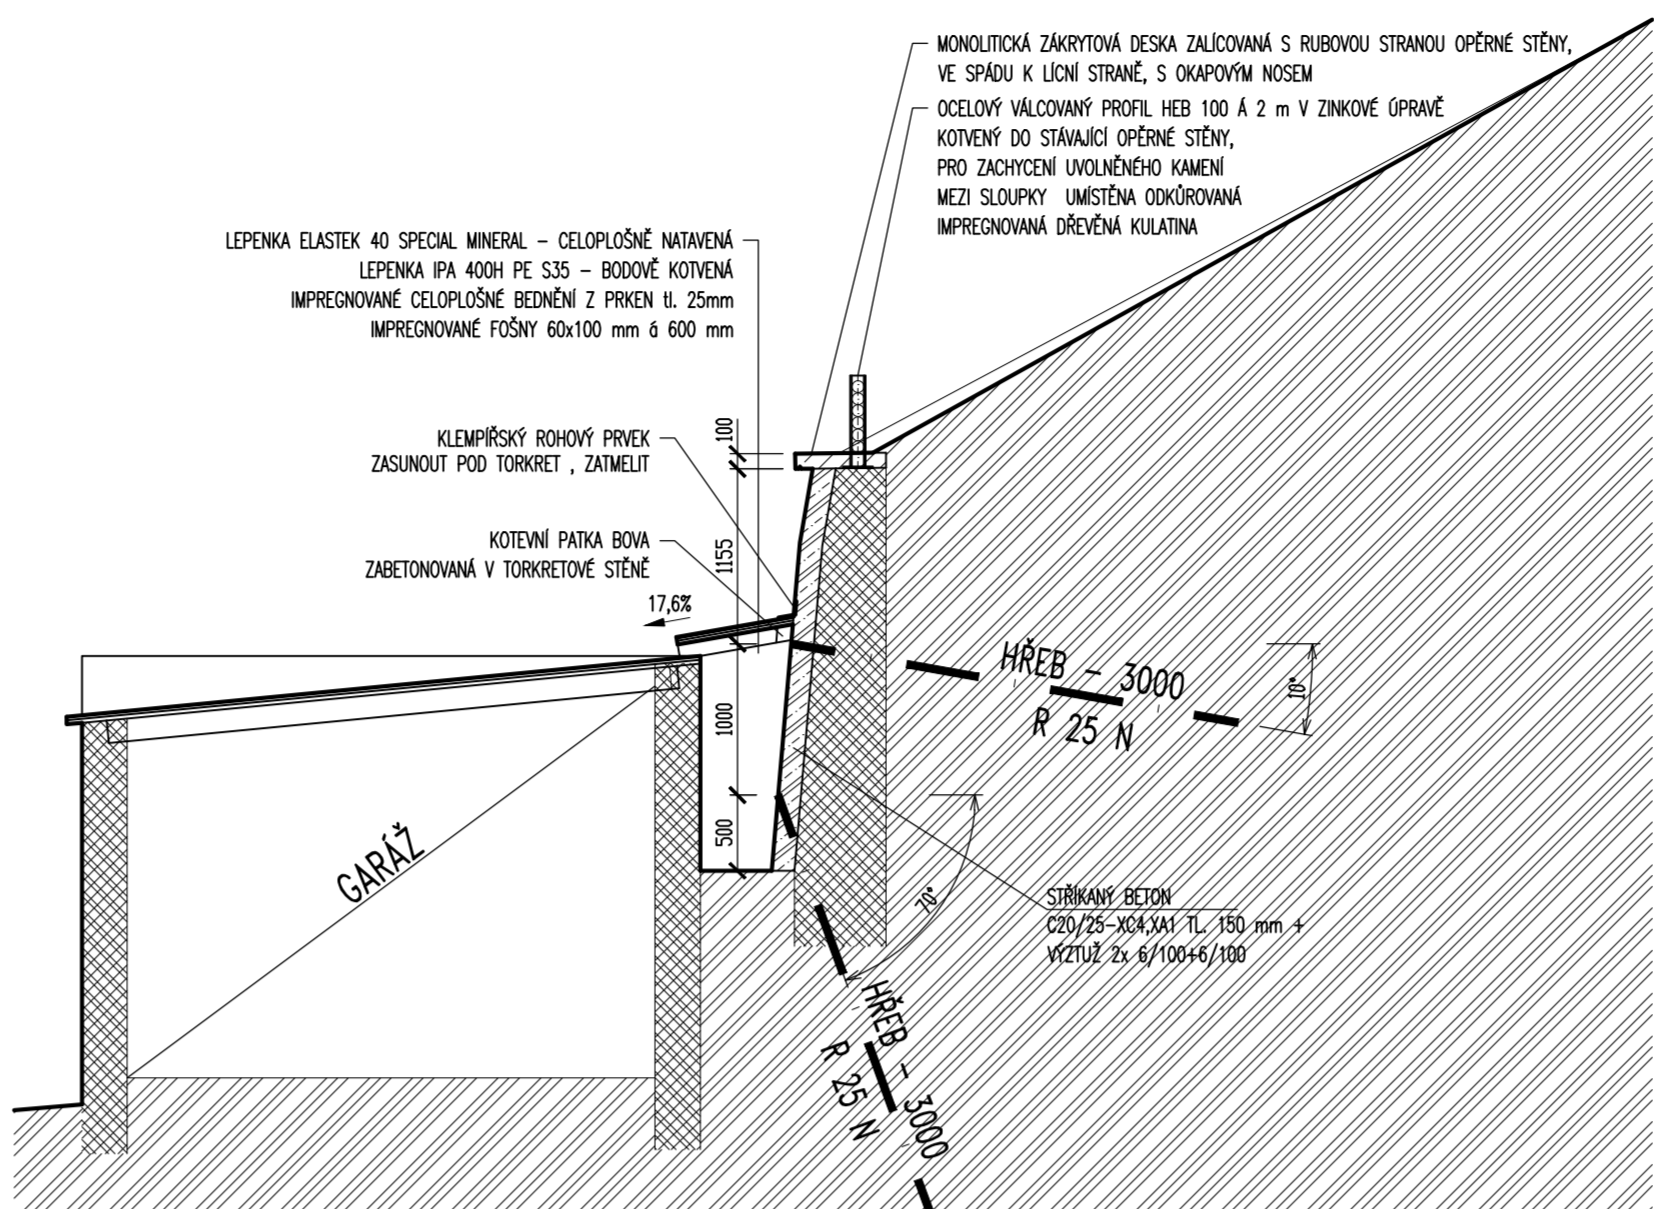 MONOLITICKÁ ZÁKRYTOVÁ DESKA ZALÍCOVANÁ S RUBOVOU STRANOU OPĚRNÉ STĚNY,
VE SPÁDU K LÍCNÍ STRANĚ, S OKAPOVÝM NOSEM
OCELOVÝ VÁLCOVANÝ PROFIL HEB 100 Á 2 m V ZINKOVÉ ÚPRAVĚ
KOTVENÝ DO STÁVAJÍCÍ OPĚRNÉ STĚNY,
PRO ZACHYCENÍ UVOLNĚNÉHO KAMENÍ
MEZI SLOUPKY UMÍSTĚNA ODKŮROVANÁ
IMPREGNOVANÁ DŘEVĚNÁ KULATINA
LEPENKA ELASTEK 40 SPECIAL MINERAL – CELOPLOŠNĚ NATAVENÁ
LEPENKA IPA 400H PE S35 – BODOVĚ KOTVENÁ
IMPREGNOVANÉ CELOPLOŠNÉ BEDNĚNÍ Z PRKEN tl. 25mm
IMPREGNOVANÉ FOŠNY 60x100 mm á 600 mm
KLEMPÍŘSKÝ ROHOVÝ PRVEK
ZASUNOUT POD TORKRET , ZATMELIT
KOTEVNÍ PATKA BOVA
ZABETONOVANÁ V TORKRETOVÉ STĚNĚ
17,6%
100
1155
1000
500
HŘEB – 3000
R 25 N
10°
GARÁŽ
70°
STŘÍKANÝ BETON
C20/25-XC4,XA1 TL. 150 mm +
VÝZTUŽ 2x 6/100+6/100
HŘEB – 3000
R 25 N